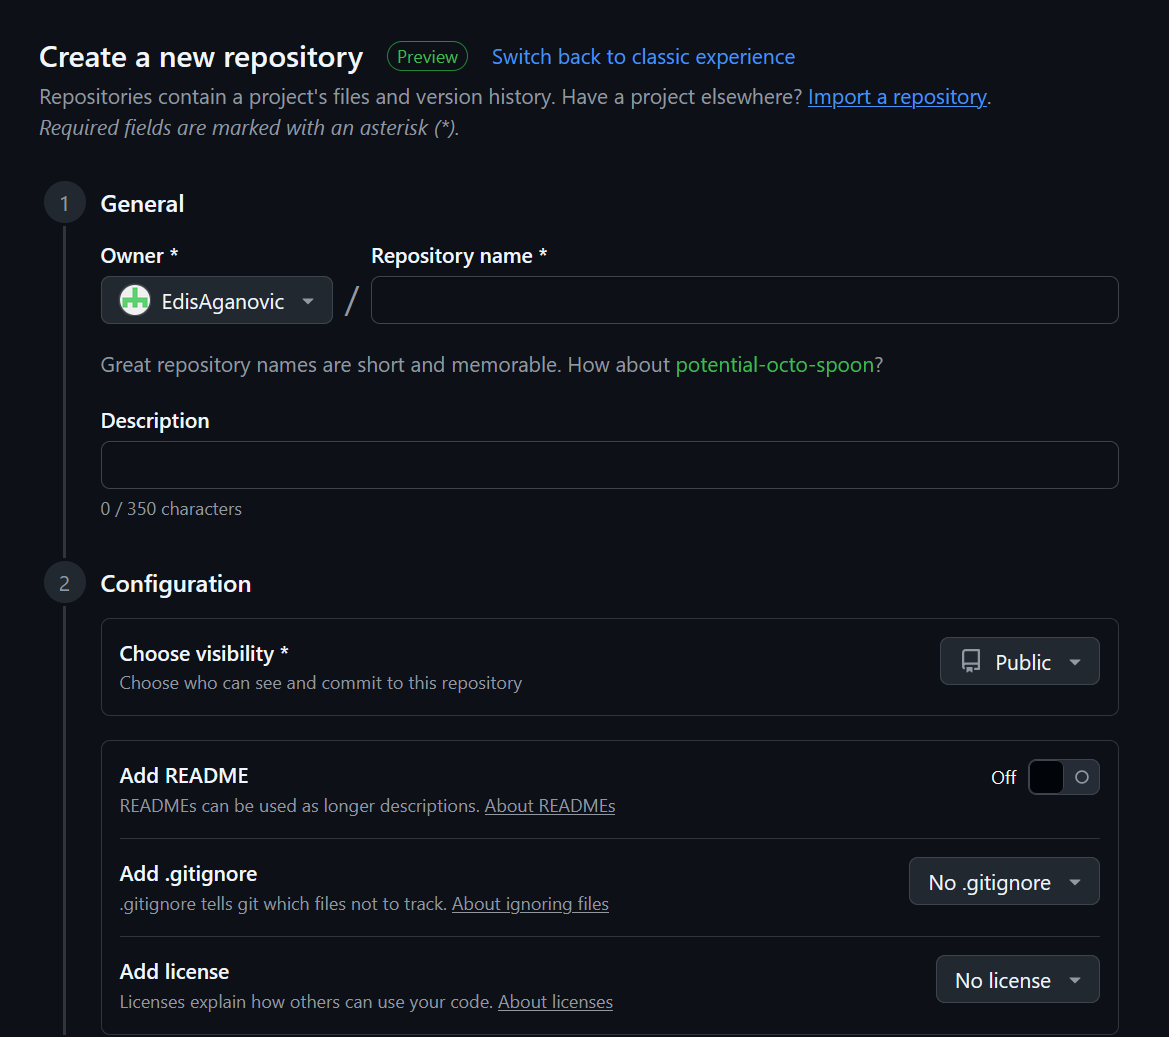 Create a new repository Preview Switch back to classic experience
Repositories contain a project's files and version history. Have a project elsewhere? Import a repository.
Required fields are marked with an asterisk (*).
1 General
Owner * Repository name *
EdisAganovic /
Great repository names are short and memorable. How about potential-octo-spoon?
Description
0 / 350 characters
2 Configuration
Choose visibility *
Public
Choose who can see and commit to this repository
Add README
Off
READMEs can be used as longer descriptions. About READMEs
Add .gitignore
No .gitignore
.gitignore tells git which files not to track. About ignoring files
Add license
No license
Licenses explain how others can use your code. About licenses